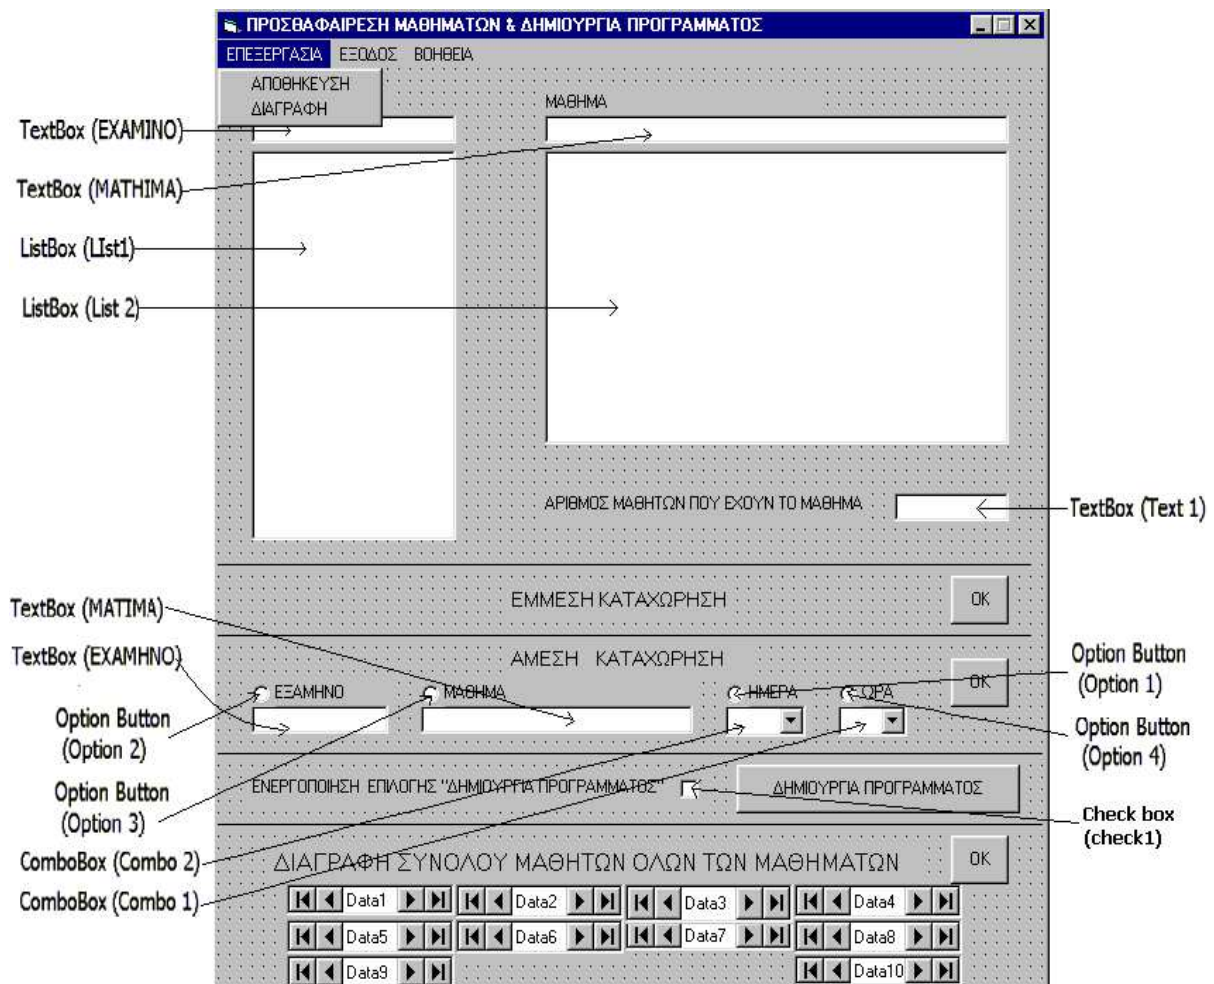 ΠΡΟΣΘΑΦΑΙΡΕΣΗ ΜΑΘΗΜΑΤΩΝ & ΔΗΜΙΟΥΡΓΙΑ ΠΡΟΓΡΑΜΜΑΤΟΣ
ΕΠΕΞΕΡΓΑΣΙΑ ΕΞΟΔΟΣ ΒΟΗΘΕΙΑ
ΑΠΟΘΗΚΕΥΣΗ
ΔΙΑΓΡΑΦΗ
ΜΑΘΗΜΑ
TextBox (EXAMINO)
TextBox (MATHIMA)
ListBox (LIst1)
ListBox (List 2)
ΑΡΙΘΜΟΣ ΜΑΘΗΤΩΝ ΠΟΥ ΕΧΟΥΝ ΤΟ ΜΑΘΗΜΑ
TextBox (Text 1)
ΕΜΜΕΣΗ ΚΑΤΑΧΩΡΗΣΗ
OK
TextBox (MATIMA)
TextBox (EXAMHNO)
ΑΜΕΣΗ ΚΑΤΑΧΩΡΗΣΗ
OK
Option Button
(Option 1)
ΕΞΑΜΗΝΟ
ΜΑΘΗΜΑ
ΗΜΕΡΑ
ΩΡΑ
Option Button
(Option 2)
Option Button
(Option 4)
ΕΝΕΡΓΟΠΟΙΗΣΗ ΕΠΙΛΟΓΗΣ "ΔΗΜΙΟΥΡΓΙΑ ΠΡΟΓΡΑΜΜΑΤΟΣ"
ΔΗΜΙΟΥΡΓΙΑ ΠΡΟΓΡΑΜΜΑΤΟΣ
Option Button
(Option 3)
Check box
(check1)
ComboBox (Combo 2)
ComboBox (Combo 1)
ΔΙΑΓΡΑΦΗ ΣΥΝΟΛΟΥ ΜΑΘΗΤΩΝ ΟΛΩΝ ΤΩΝ ΜΑΘΗΜΑΤΩΝ
OK
Data1 Data2 Data3 Data4
Data5 Data6 Data7 Data8
Data9 Data10